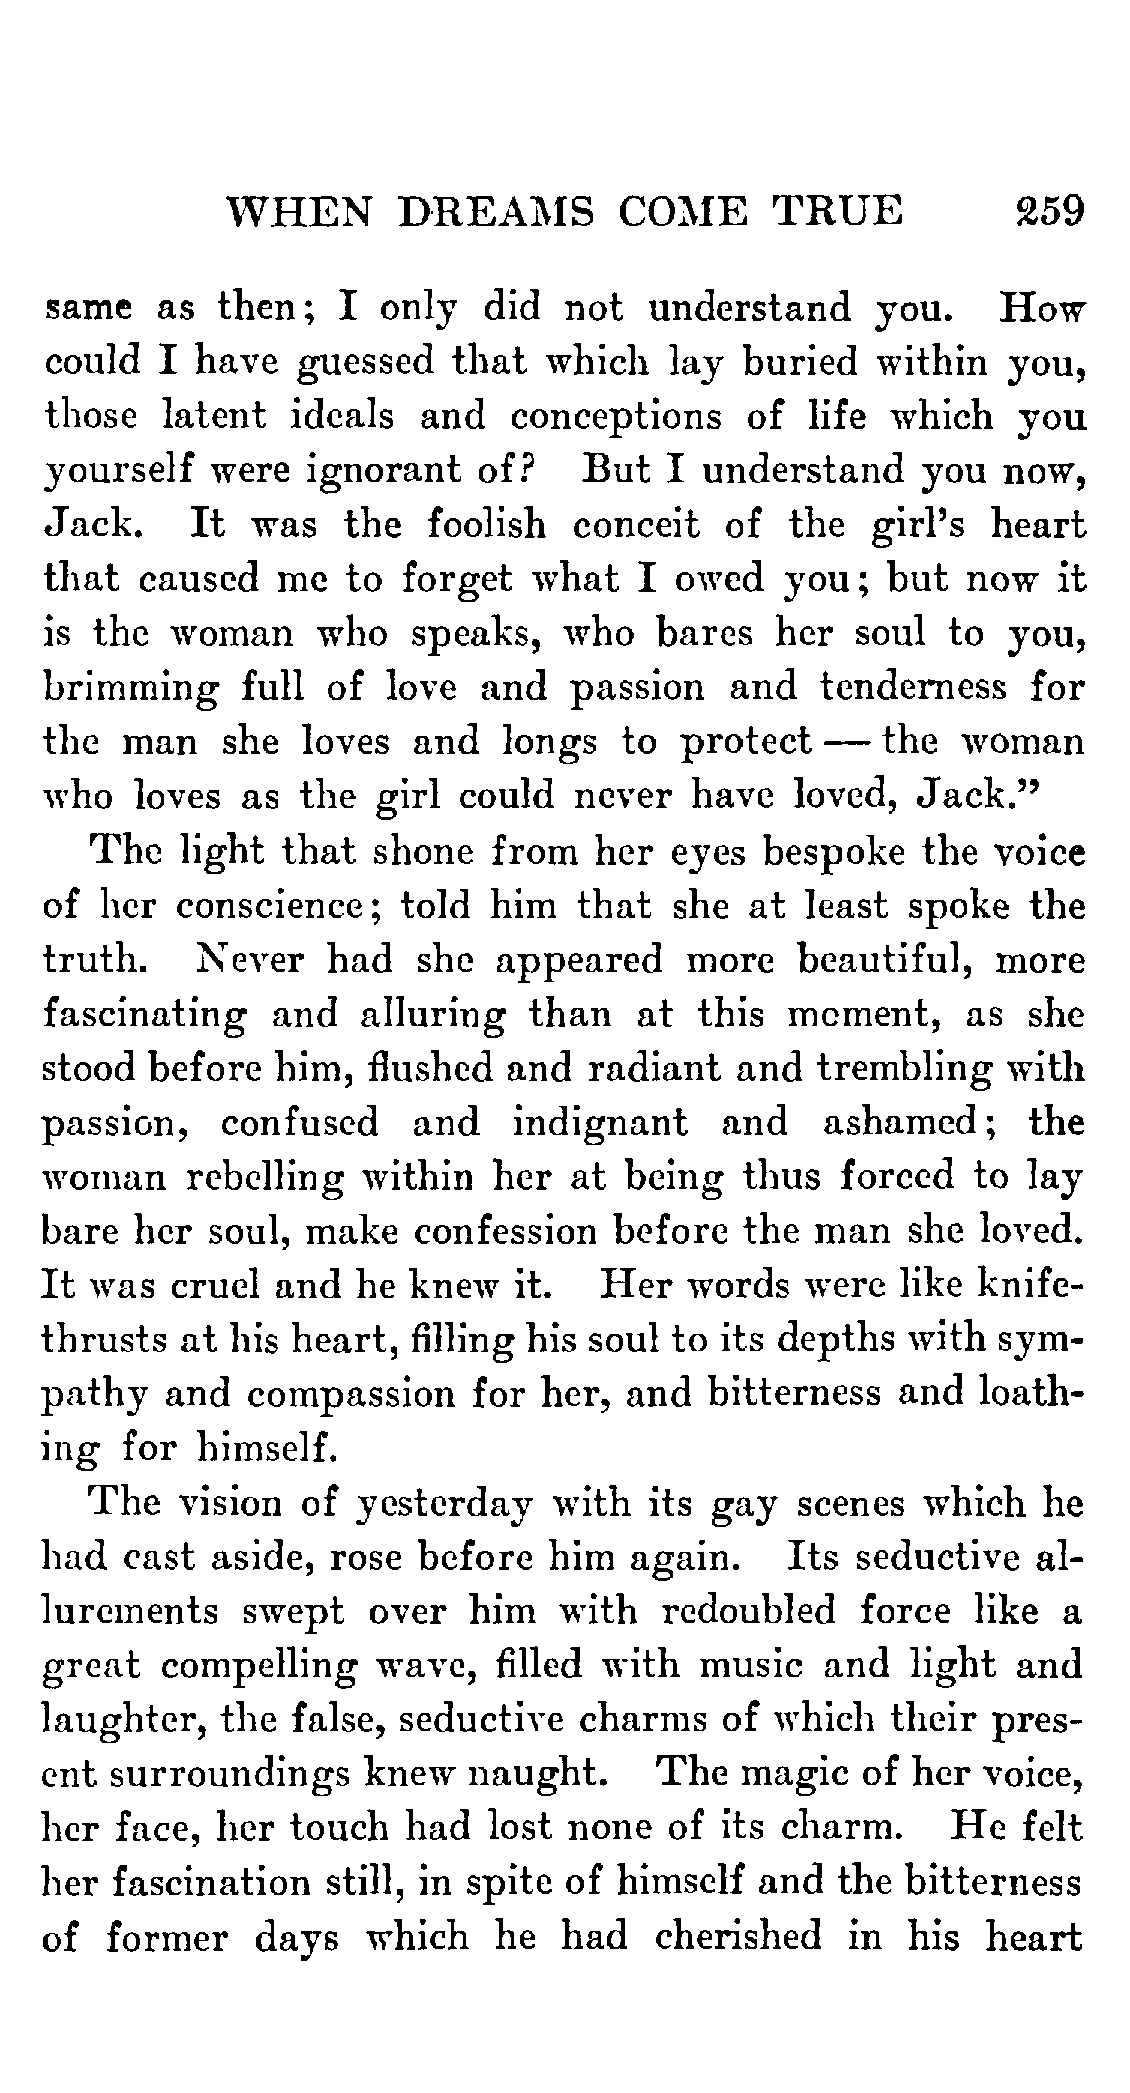 WHEN DREAMS COME TRUE 259
same as then; I only did not understand you. How
could I have guessed that which lay buried within you,
those latent ideals and conceptions of life which you
yourself were ignorant of? But I understand you now,
Jack. It was the foolish conceit of the girl's heart
that caused me to forget what I owed you; but now it
is the woman who speaks, who bares her soul to you,
brimming full of love and passion and tenderness for
the man she loves and longs to protect — the woman
who loves as the girl could never have loved, Jack."
The light that shone from her eyes bespoke the voice
of her conscience; told him that she at least spoke the
truth. Never had she appeared more beautiful, more
fascinating and alluring than at this moment, as she
stood before him, flushed and radiant and trembling with
passion, confused and indignant and ashamed; the
woman rebelling within her at being thus forced to lay
bare her soul, make confession before the man she loved.
It was cruel and he knew it. Her words were like knife-
thrusts at his heart, filling his soul to its depths with sym-
pathy and compassion for her, and bitterness and loath-
ing for himself.
The vision of yesterday with its gay scenes which he
had cast aside, rose before him again. Its seductive al-
lurements swept over him with redoubled force like a
great compelling wave, filled with music and light and
laughter, the false, seductive charms of which their pres-
ent surroundings knew naught. The magic of her voice,
her face, her touch had lost none of its charm. He felt
her fascination still, in spite of himself and the bitterness
of former days which he had cherished in his heart